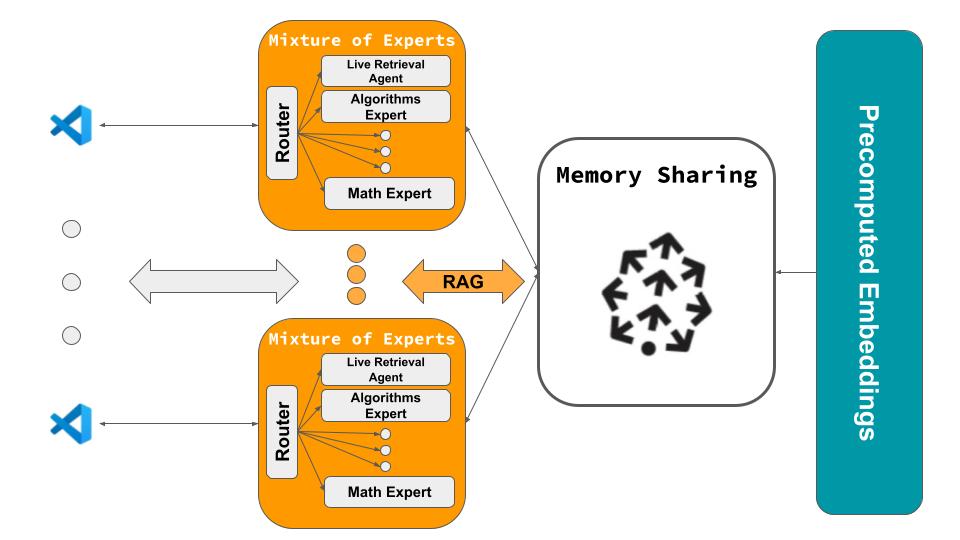 Mixture of Experts
Live Retrieval
Agent
Algorithms
Expert
Router
Math Expert
RAG
Mixture of Experts
Live Retrieval
Agent
Algorithms
Expert
Router
Math Expert
Memory Sharing
Precomputed Embeddings